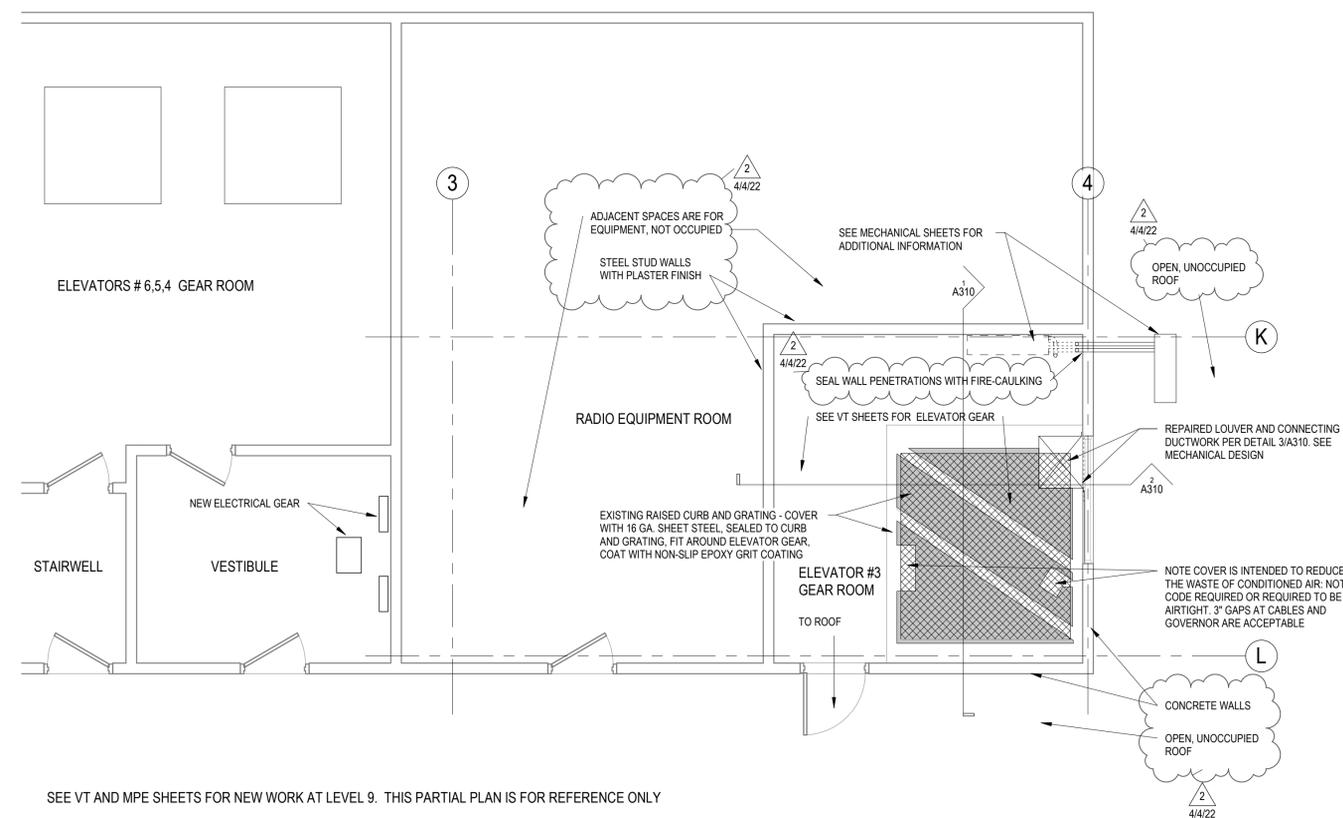 2
4/4/22
3
4
2
4/4/22
ADJACENT SPACES ARE FOR
EQUIPMENT, NOT OCCUPIED
STEEL STUD WALLS
WITH PLASTER FINISH
SEE MECHANICAL SHEETS FOR
ADDITIONAL INFORMATION
OPEN, UNOCCUPIED
ROOF
ELEVATORS # 6,5,4 GEAR ROOM
1
A310
K
2
4/4/22
SEAL WALL PENETRATIONS WITH FIRE-CAULKING
SEE VT SHEETS FOR ELEVATOR GEAR
RADIO EQUIPMENT ROOM
REPAIRED LOUVER AND CONNECTING
DUCTWORK PER DETAIL 3/A310. SEE
MECHANICAL DESIGN
2
A310
NEW ELECTRICAL GEAR
EXISTING RAISED CURB AND GRATING - COVER
WITH 16 GA. SHEET STEEL, SEALED TO CURB
AND GRATING, FIT AROUND ELEVATOR GEAR,
COAT WITH NON-SLIP EPOXY GRIT COATING
STAIRWELL
VESTIBULE
ELEVATOR #3
GEAR ROOM
NOTE COVER IS INTENDED TO REDUCE
THE WASTE OF CONDITIONED AIR: NOT
CODE REQUIRED OR REQUIRED TO BE
AIRTIGHT. 3" GAPS AT CABLES AND
GOVERNOR ARE ACCEPTABLE
TO ROOF
L
CONCRETE WALLS
OPEN, UNOCCUPIED
ROOF
2
4/4/22
SEE VT AND MPE SHEETS FOR NEW WORK AT LEVEL 9. THIS PARTIAL PLAN IS FOR REFERENCE ONLY